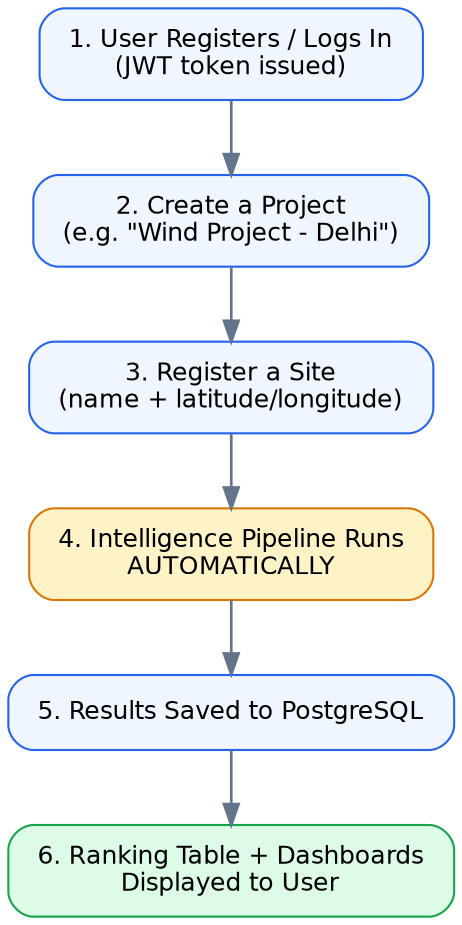 1. User Registers / Logs In
(JWT token issued)
2. Create a Project
(e.g. "Wind Project - Delhi")
3. Register a Site
(name + latitude/longitude)
4. Intelligence Pipeline Runs
AUTOMATICALLY
5. Results Saved to PostgreSQL
6. Ranking Table + Dashboards
Displayed to User